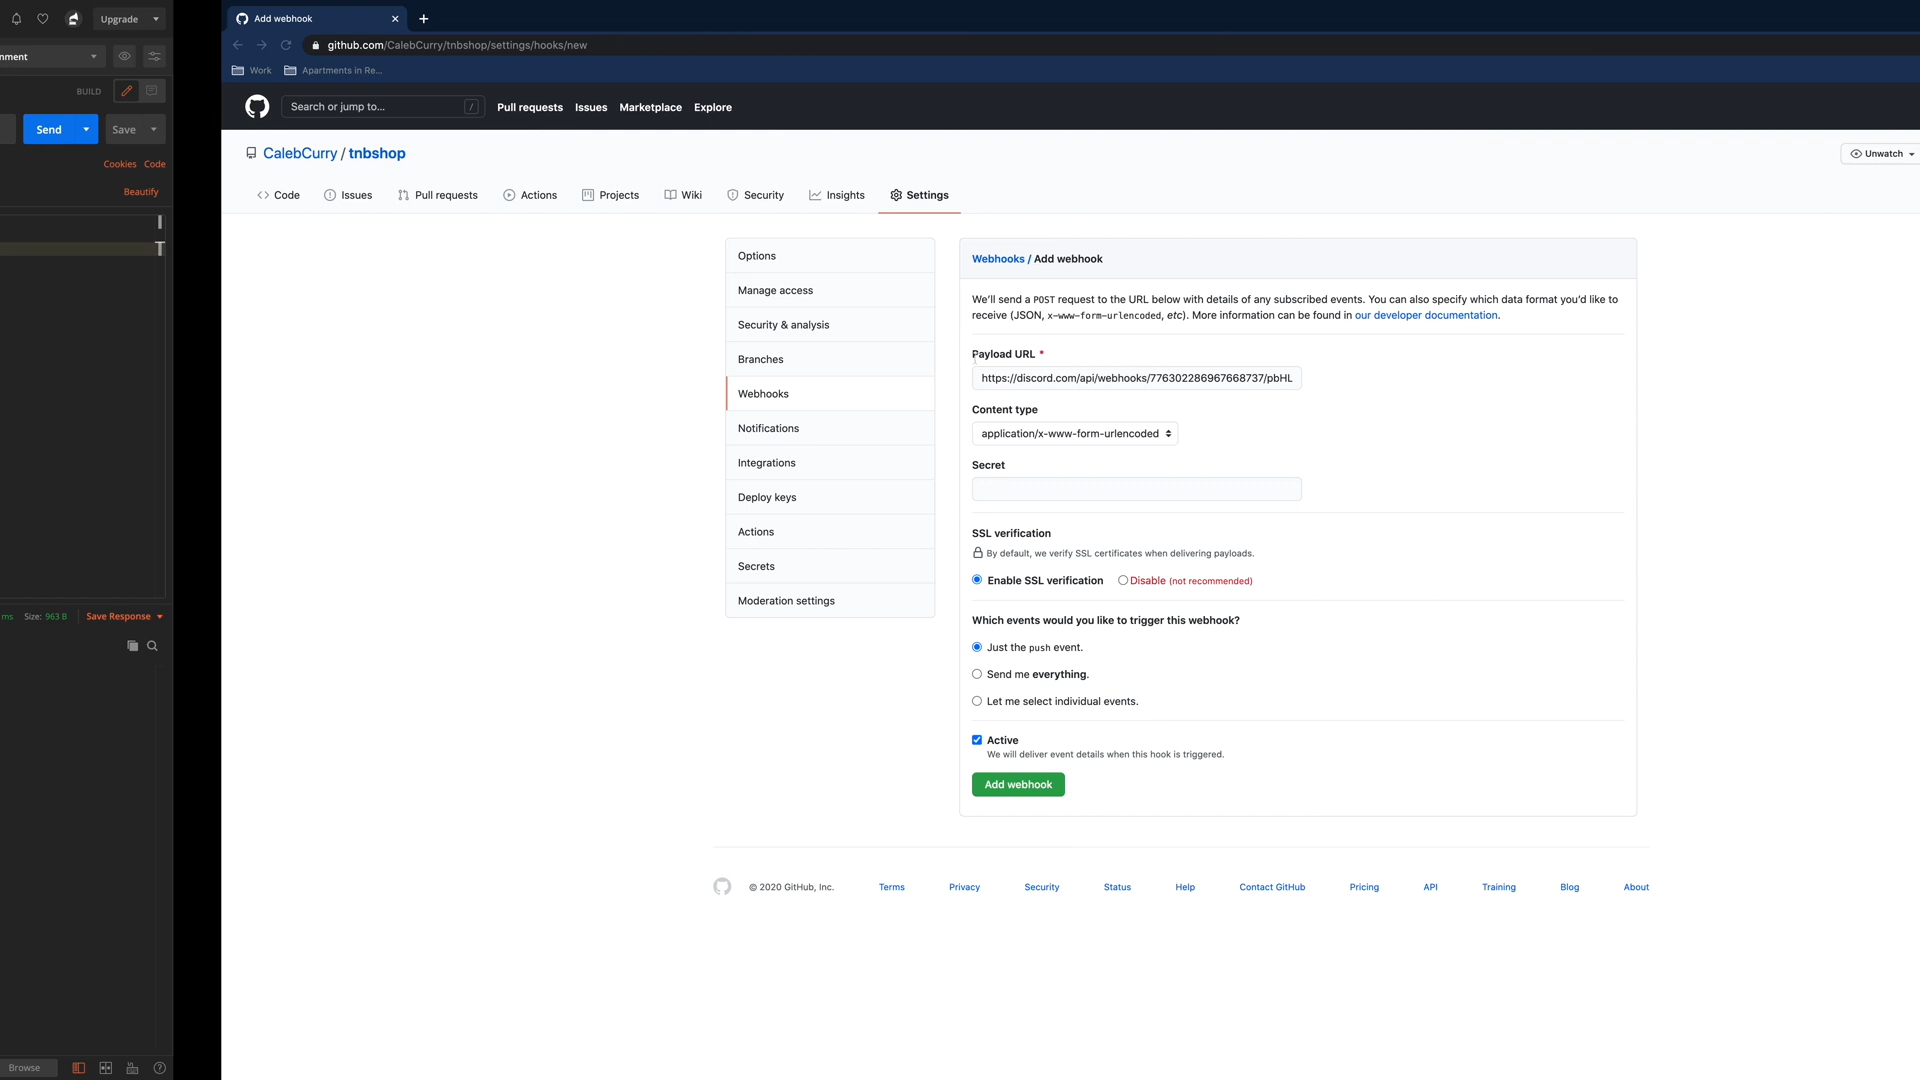 Upgrade
nment
BUILD
Send
Save
Cookies Code
Beautify
ms Size: 963 B Save Response
Browse
Add webhook
github.com/CalebCurry/tnbshop/settings/hooks/new
Work Apartments in Re...
Search or jump to... /
Pull requests Issues Marketplace Explore
CalebCurry / tnbshop
Unwatch
Code Issues Pull requests Actions Projects Wiki Security Insights Settings
Options
Manage access
Security & analysis
Branches
Webhooks
Notifications
Integrations
Deploy keys
Actions
Secrets
Moderation settings
Webhooks / Add webhook
We'll send a POST request to the URL below with details of any subscribed events. You can also specify which data format you'd like to
receive (JSON, x-www-form-urlencoded, etc). More information can be found in our developer documentation.
Payload URL *
https://discord.com/api/webhooks/776302286967668737/pbHL
Content type
application/x-www-form-urlencoded
Secret
SSL verification
By default, we verify SSL certificates when delivering payloads.
Enable SSL verification Disable (not recommended)
Which events would you like to trigger this webhook?
Just the push event.
Send me everything.
Let me select individual events.
Active
We will deliver event details when this hook is triggered.
Add webhook
© 2020 GitHub, Inc. Terms Privacy Security Status Help Contact GitHub Pricing API Training Blog About